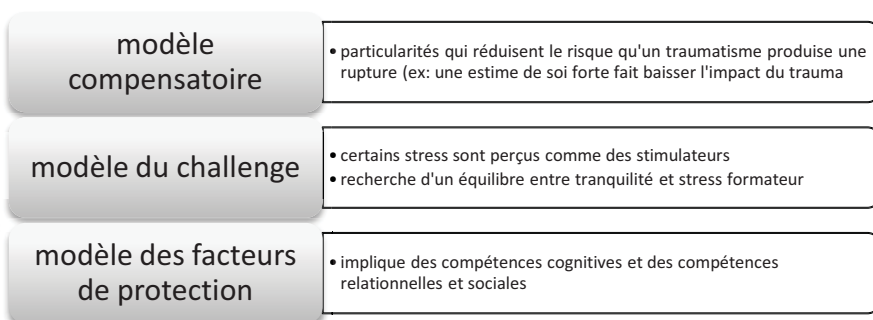 modèle
compensatoire
• particularités qui réduisent le risque qu'un traumatisme produise une
rupture (ex: une estime de soi forte fait baisser l'impact du trauma
modèle du challenge
• certains stress sont perçus comme des stimulateurs
• recherche d'un équilibre entre tranquilité et stress formateur
modèle des facteurs
de protection
• implique des compétences cognitives et des compétences
relationnelles et sociales